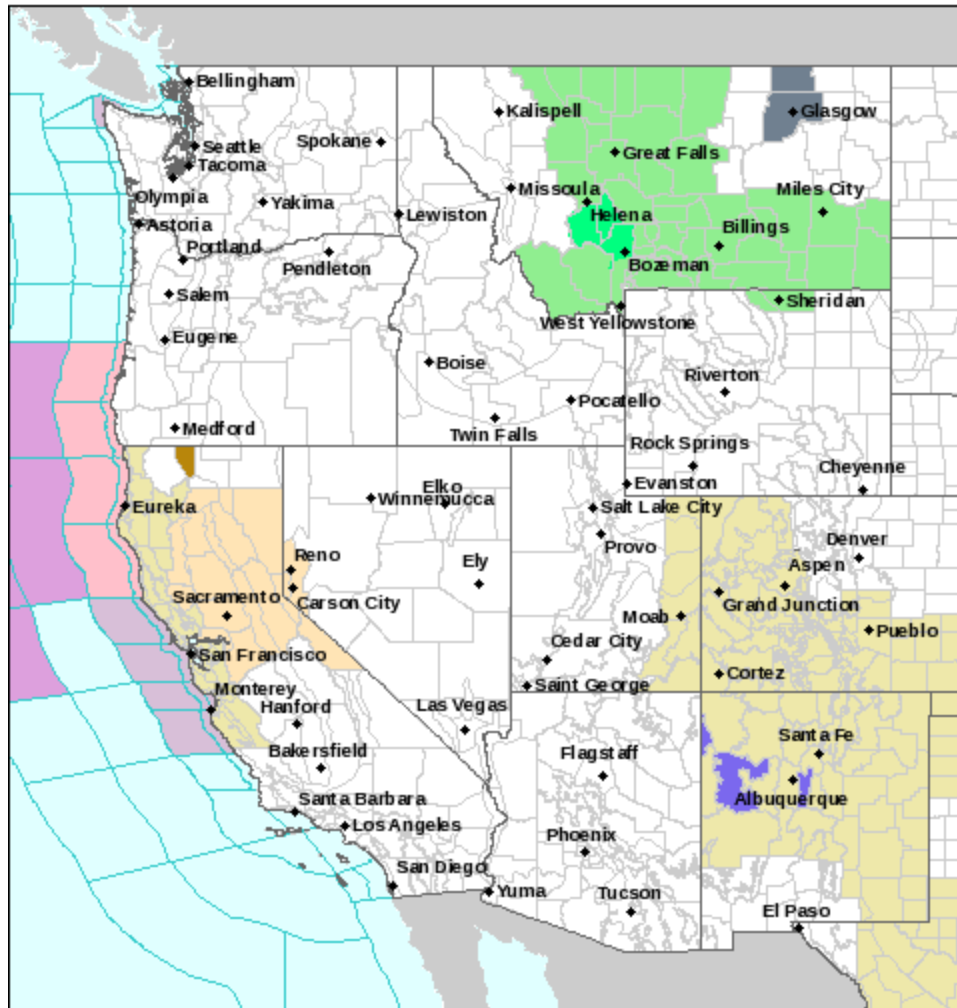 Bellingham
Kalispell
Glasgow
Seattle
Spokane
Great Falls
Tacoma
Missoula
Miles City
Olympia
Yakima
Lewiston
Helena
Astoria
Billings
Portland
Pendleton
Bozeman
Salem
Sheridan
West Yellowstone
Eugene
Boise
Riverton
Pocatello
Medford
Twin Falls
Rock Springs
Cheyenne
Elko
Evanston
Winnemucca
Eureka
Salt Lake City
Provo
Denver
Reno
Ely
Aspen
Sacramento
Carson City
Grand Junction
Moab
Pueblo
San Francisco
Cedar City
Cortez
Saint George
Monterey
Hanford
Las Vegas
Santa Fe
Bakersfield
Flagstaff
Santa Barbara
Albuquerque
Los Angeles
Phoenix
San Diego
Yuma
Tucson
El Paso